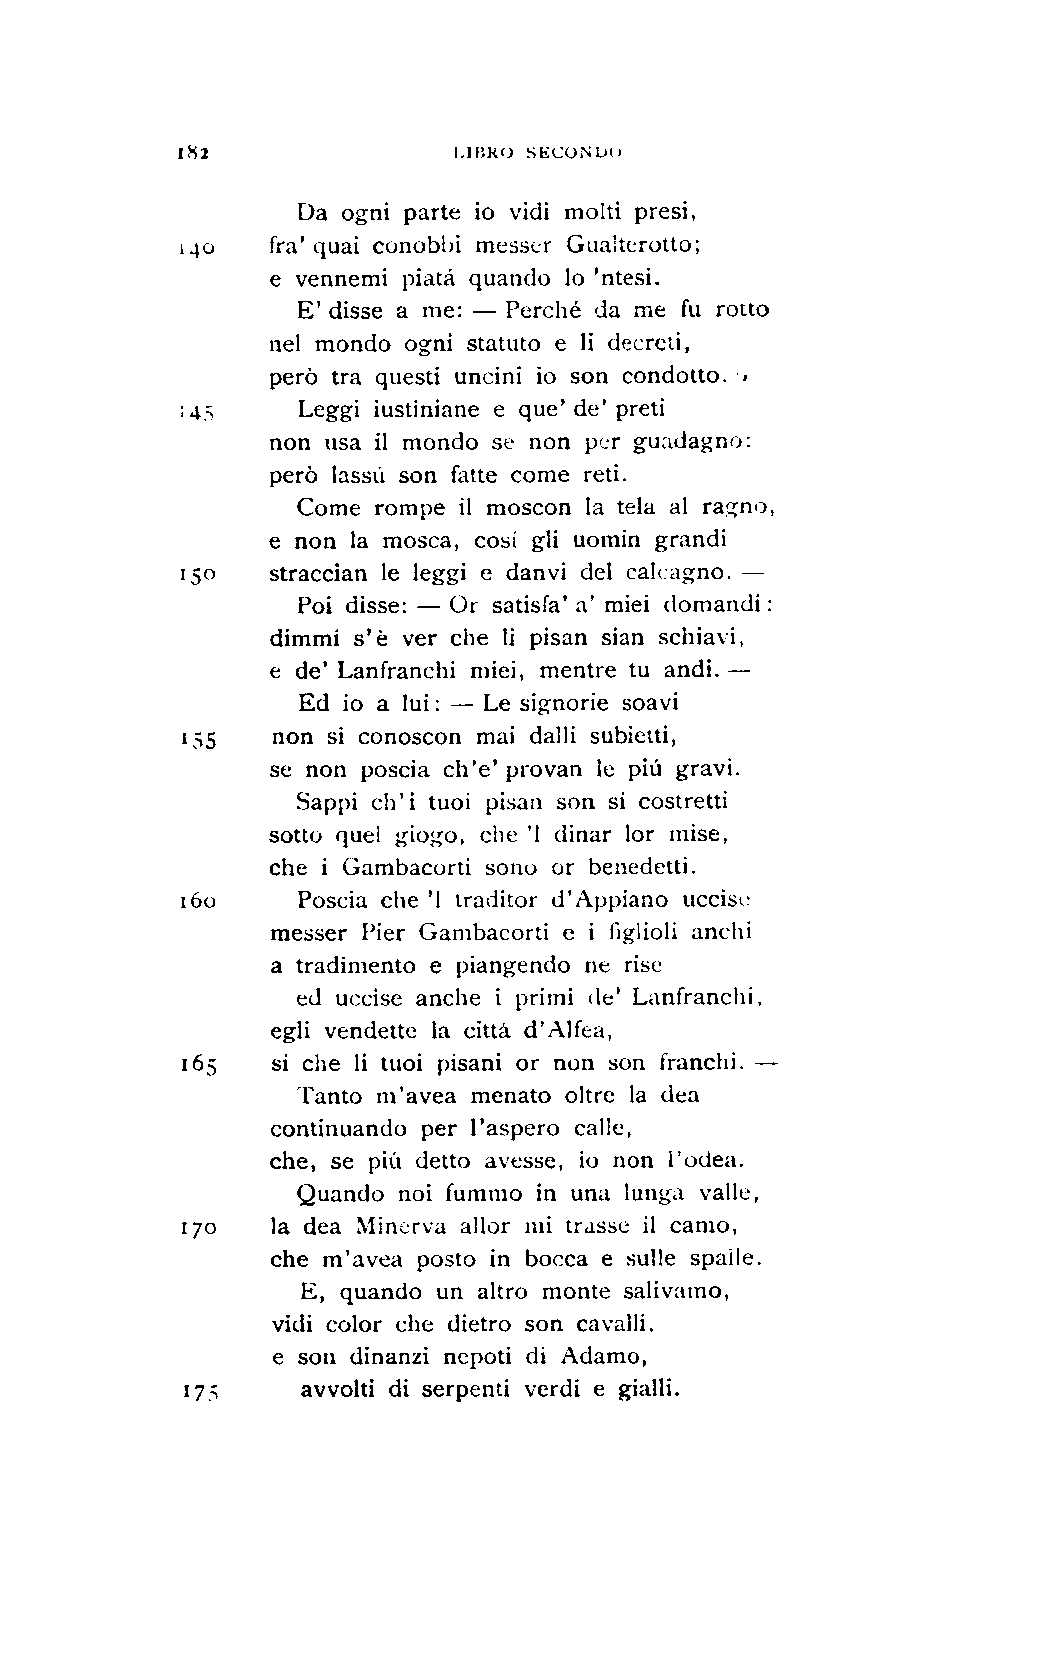 182 LIBRO SECONDO
Da ogni parte io vidi molti presi,
140 fra' quai conobbi messer Gualterotto;
e vennemi piatá quando lo 'ntesi.
E' disse a me: — Perché da me fu rotto
nel mondo ogni statuto e li decreti,
però tra questi uncini io son condotto.
145 Leggi iustiniane e que' de' preti
non usa il mondo se non per guadagno:
però lassú son fatte come reti.
Come rompe il moscon la tela al ragno,
e non la mosca, cosí gli uomin grandi
150 straccian le leggi e danvi del calcagno. —
Poi disse: — Or satisfa' a' miei domandi:
dimmi s'è ver che li pisan sian schiavi,
e de' Lanfranchi miei, mentre tu andi. —
Ed io a lui: — Le signorie soavi
155 non si conoscon mai dalli subietti,
se non poscia ch'e' provan le piú gravi.
Sappi ch'i tuoi pisan son si costretti
sotto quel giogo, che 'l dinar lor mise,
che i Gambacorti sono or benedetti.
160 Poscia che 'l traditor d'Appiano uccise
messer Pier Gambacorti e i figlioli anchi
a tradimento e piangendo ne rise
ed uccise anche i primi de' Lanfranchi,
egli vendette la cittá d'Alfea,
165 si che li tuoi pisani or non son franchi. —
Tanto m'avea menato oltre la dea
continuando per l'aspero calle,
che, se piú detto avesse, io non l'odea.
Quando noi fummo in una lunga valle,
170 la dea Minerva allor mi trasse il camo,
che m'avea posto in bocca e sulle spalle.
E, quando un altro monte salivamo,
vidi color che dietro son cavalli,
e son dinanzi nepoti di Adamo,
175 avvolti di serpenti verdi e gialli.